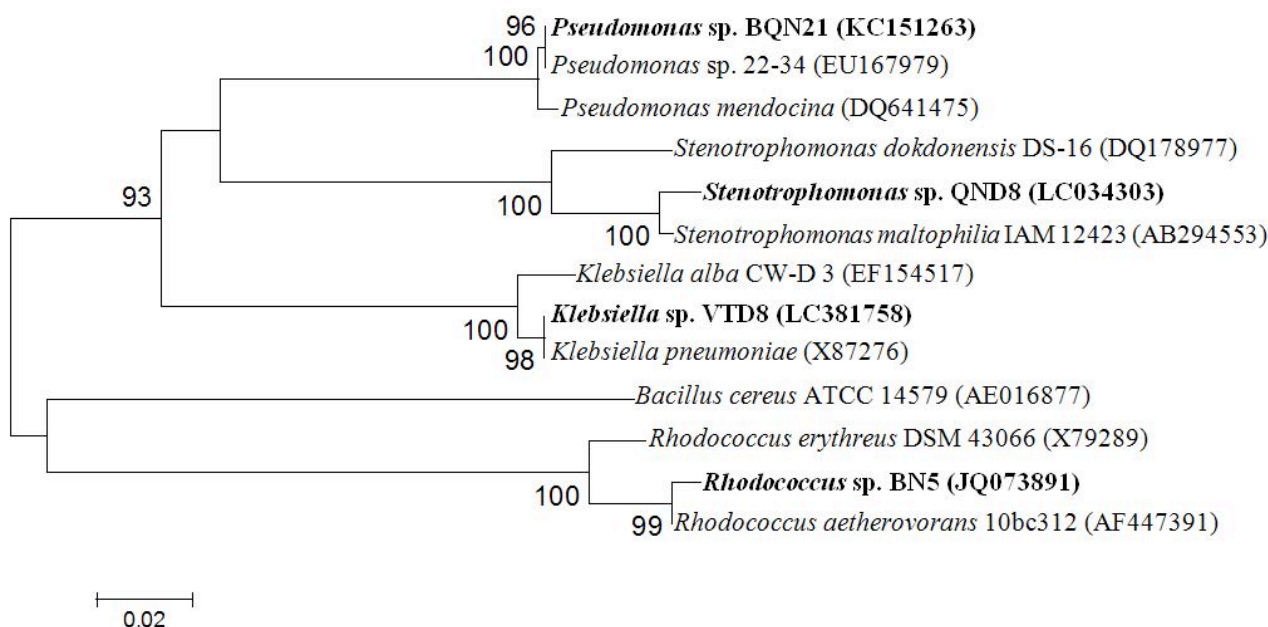 96
Pseudomonas sp. BQN21 (KC151263)
100
Pseudomonas sp. 22-34 (EU167979)
Pseudomonas mendocina (DQ641475)
Stenotrophomonas dokdonensis DS-16 (DQ178977)
93
100
Stenotrophomonas sp. QND8 (LC034303)
100
Stenotrophomonas maltophilia IAM 12423 (AB294553)
Klebsiella alba CW-D 3 (EF154517)
100
Klebsiella sp. VTD8 (LC381758)
98
Klebsiella pneumoniae (X87276)
Bacillus cereus ATCC 14579 (AE016877)
Rhodococcus erythreus DSM 43066 (X79289)
100
Rhodococcus sp. BN5 (JQ073891)
99
Rhodococcus aetherovorans 10bc312 (AF447391)
0.02